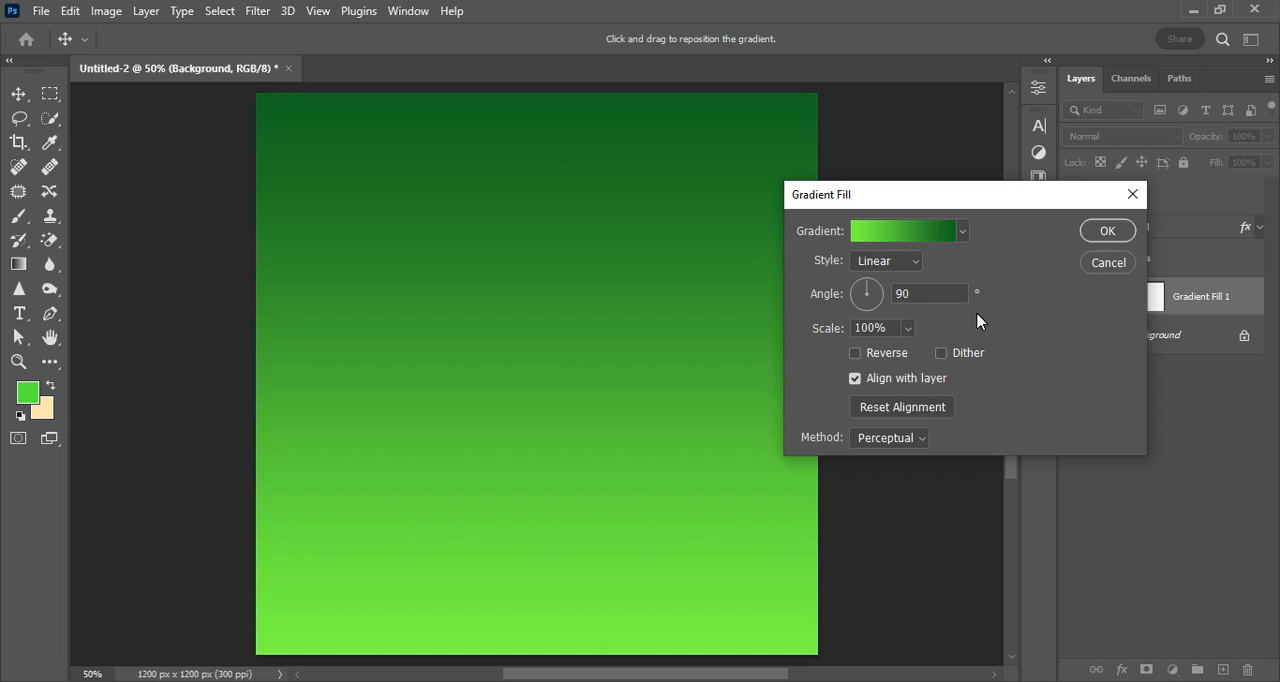 Ps File Edit Image Layer Type Select Filter 3D View Plugins Window Help
Click and drag to reposition the gradient.
Share
Untitled-2 @ 50% (Background, RGB/8) *
Layers Channels Paths
Kind
Normal Opacity: 100%
Lock: Fill: 100%
Gradient Fill
Gradient: OK
Style: Linear Cancel
Angle: 90 °
Scale: 100%
Reverse Dither
Align with layer
Reset Alignment
Method: Perceptual
fx
Gradient Fill 1
50% 1200 px x 1200 px (300 ppi)
fx